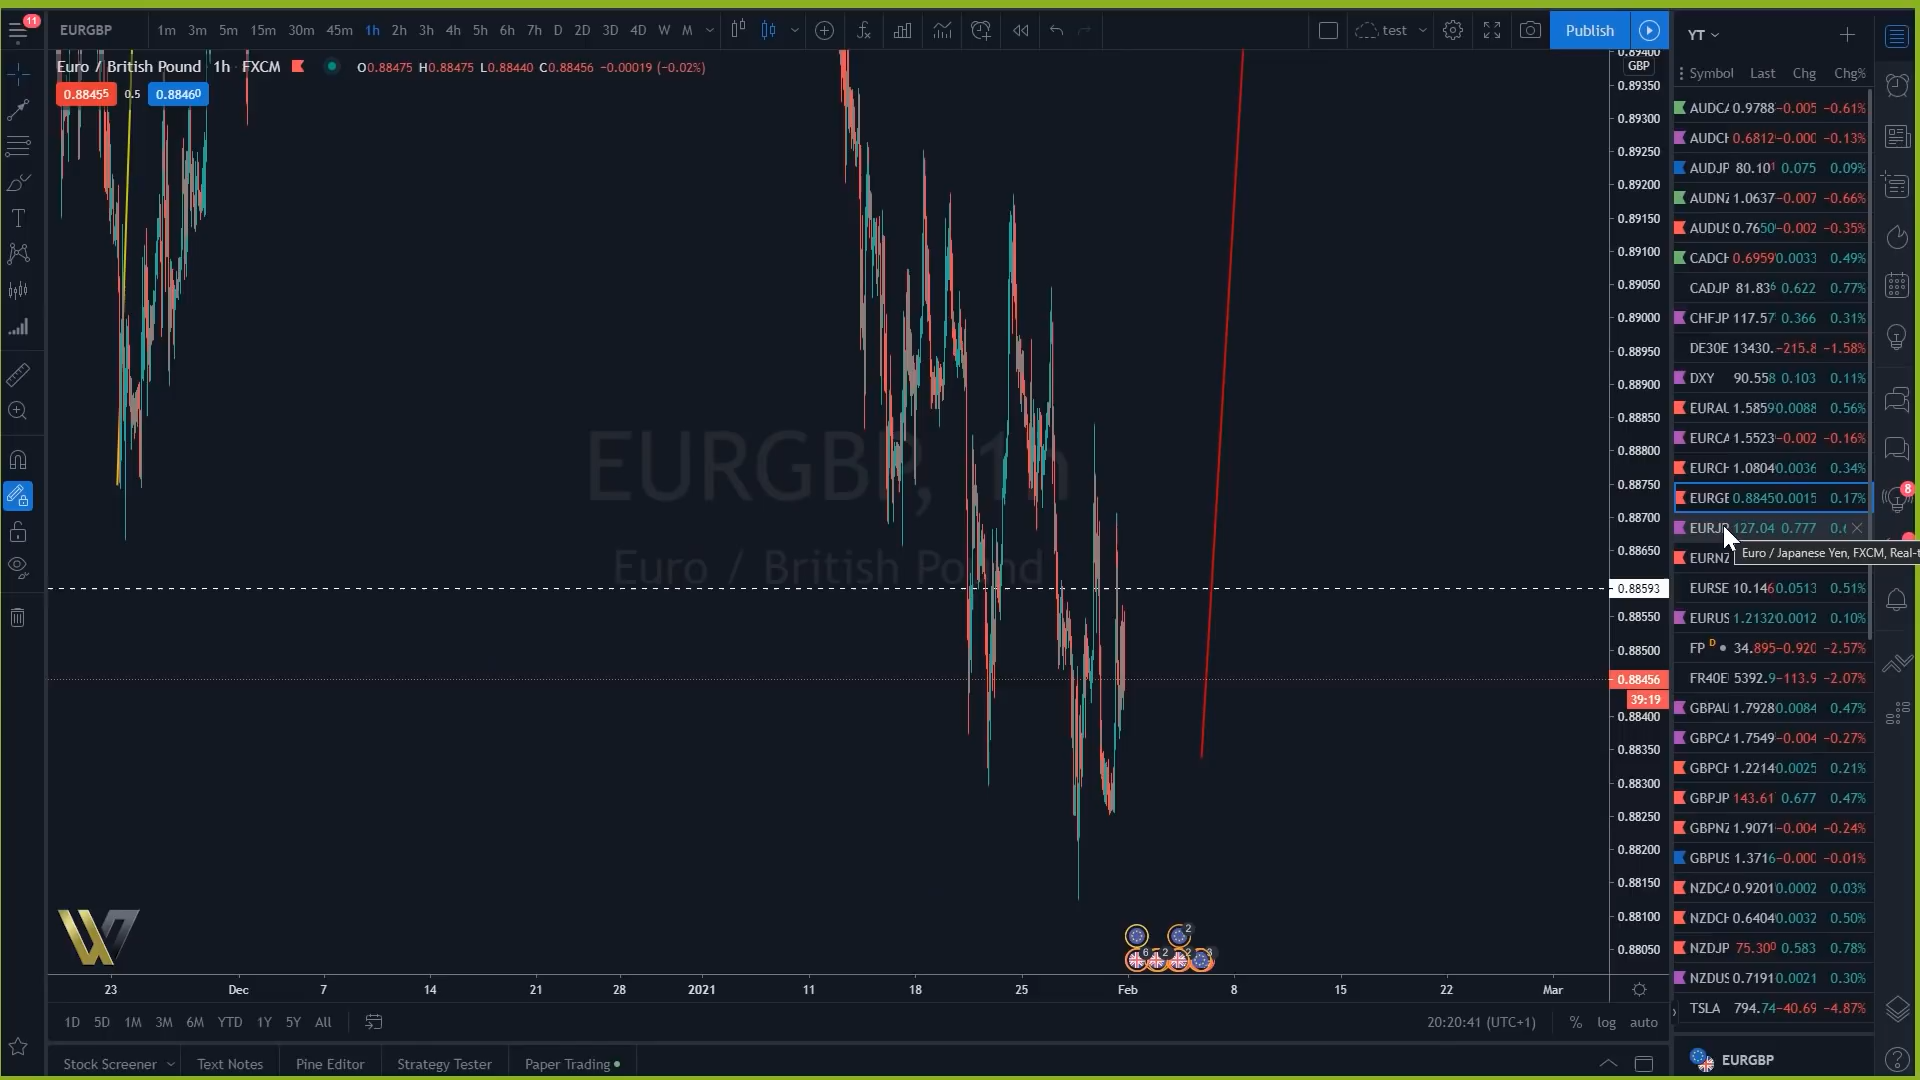 11
EURGBP 1m 3m 5m 15m 30m 45m 1h 2h 3h 4h 5h 6h 7h D 2D 3D 4D W M test Publish
Euro / British Pound 1h FXCM O0.88475 H0.88475 L0.88440 C0.88456 −0.00019 (−0.02%)
0.88455 0.5 0.88460
EURGBP, 1h
Euro / British Pound
0.89400
GBP
0.89350
0.89300
0.89250
0.89200
0.89150
0.89100
0.89050
0.89000
0.88950
0.88900
0.88850
0.88800
0.88750
0.88700
0.88650
0.88593
0.88550
0.88500
0.88456
39:19
0.88400
0.88350
0.88300
0.88250
0.88200
0.88150
0.88100
0.88050
2
6 2 2 3
23 Dec 7 14 21 28 2021 11 18 25 Feb 8 15 22 Mar
1D 5D 1M 3M 6M YTD 1Y 5Y All 20:20:41 (UTC+1) % log auto
Stock Screener Text Notes Pine Editor Strategy Tester Paper Trading
YT
Symbol Last Chg Chg%
AUDCA 0.9788 −0.005 −0.61%
AUDCH 0.6812 −0.000 −0.13%
AUDJP 80.101 0.075 0.09%
AUDNZ 1.0637 −0.007 −0.66%
AUDUS 0.7650 −0.002 −0.35%
CADCH 0.6959 0.0033 0.49%
CADJP 81.836 0.622 0.77%
CHFJP 117.57 0.366 0.31%
DE30E 13430. −215.8 −1.58%
DXY 90.558 0.103 0.11%
EURAU 1.5859 0.0088 0.56%
EURCA 1.5523 −0.002 −0.16%
EURCH 1.0804 0.0036 0.34%
EURGE 0.8845 0.0015 0.17%
EURJP 127.04 0.777 0.6
Euro / Japanese Yen, FXCM, Real-t
EURNZ
EURSE 10.146 0.0513 0.51%
EURUS 1.2132 0.0012 0.10%
FP D 34.895 −0.920 −2.57%
FR40E 5392.9 −113.9 −2.07%
GBPAU 1.7928 0.0084 0.47%
GBPCA 1.7549 −0.004 −0.27%
GBPCH 1.2214 0.0025 0.21%
GBPJP 143.61 0.677 0.47%
GBPNZ 1.9071 −0.004 −0.24%
GBPUS 1.3716 −0.000 −0.01%
NZDCA 0.9201 0.0002 0.03%
NZDCH 0.6404 0.0032 0.50%
NZDJP 75.300 0.583 0.78%
NZDUS 0.7191 0.0021 0.30%
TSLA 794.74 −40.69 −4.87%
EURGBP
8